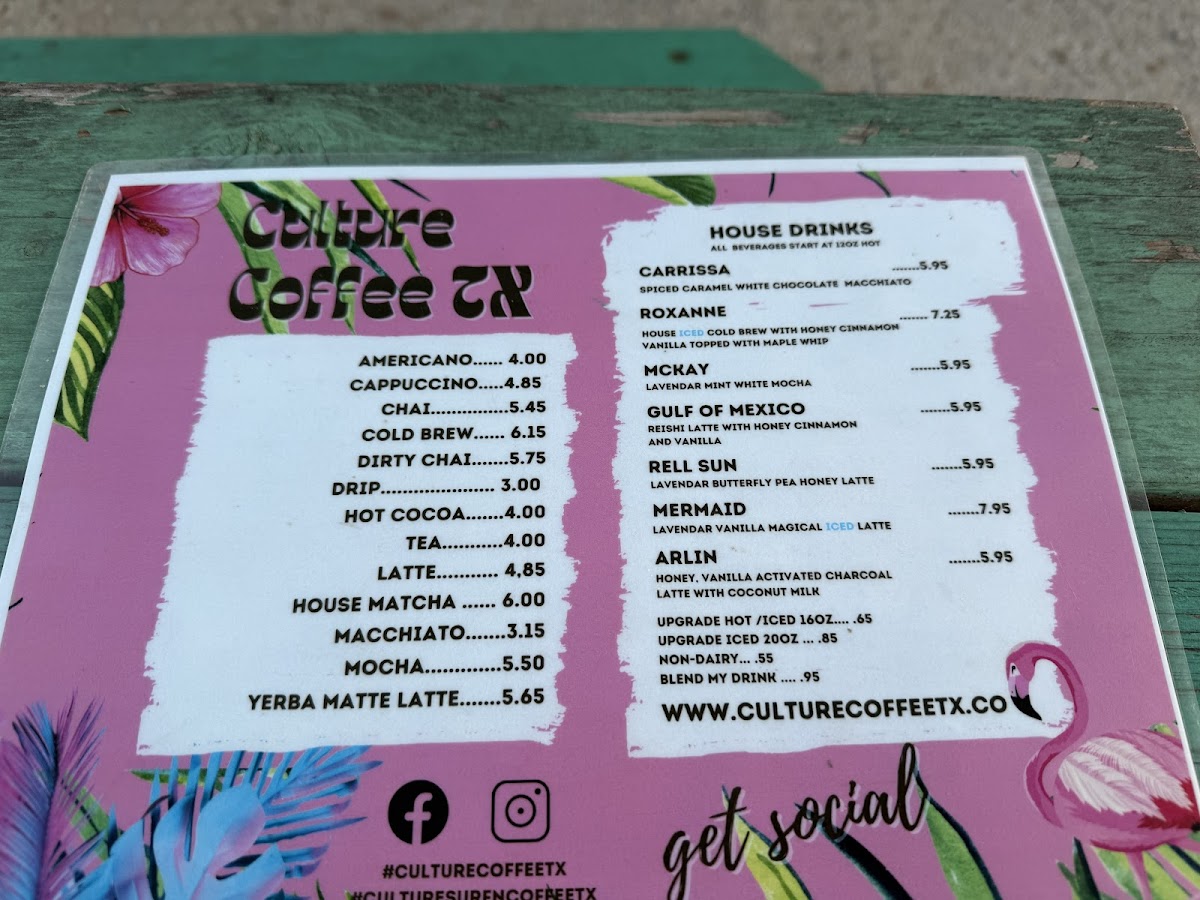 Culture
Coffee TX
AMERICANO...... 4.00
CAPPUCCINO.....4.85
CHAI...............5.45
COLD BREW...... 6.15
DIRTY CHAI.......5.75
DRIP...................... 3.00
HOT COCOA.......4.00
TEA...........4.00
LATTE............ 4,85
HOUSE MATCHA ...... 6.00
MACCHIATO.......3.15
MOCHA............5.50
YERBA MATTE LATTE.......5.65
#CULTURECOFFEETX
#CULTURESURFNCOFFEETX
HOUSE DRINKS
ALL BEVERAGES START AT 12OZ HOT
CARRISSA .......5.95
SPICED CARAMEL WHITE CHOCOLATE MACCHIATO
ROXANNE ....... 7.25
HOUSE ICED COLD BREW WITH HONEY CINNAMON
VANILLA TOPPED WITH MAPLE WHIP
MCKAY .......5.95
LAVENDAR MINT WHITE MOCHA
GULF OF MEXICO .......5.95
REISHI LATTE WITH HONEY CINNAMON
AND VANILLA
RELL SUN .......5.95
LAVENDAR BUTTERFLY PEA HONEY LATTE
MERMAID .......7.95
LAVENDAR VANILLA MAGICAL ICED LATTE
ARLIN .......5.95
HONEY, VANILLA ACTIVATED CHARCOAL
LATTE WITH COCONUT MILK
UPGRADE HOT /ICED 16OZ.... .65
UPGRADE ICED 20OZ ... .85
NON-DAIRY... .55
BLEND MY DRINK .... .95
WWW.CULTURECOFFEETX.CO
get social